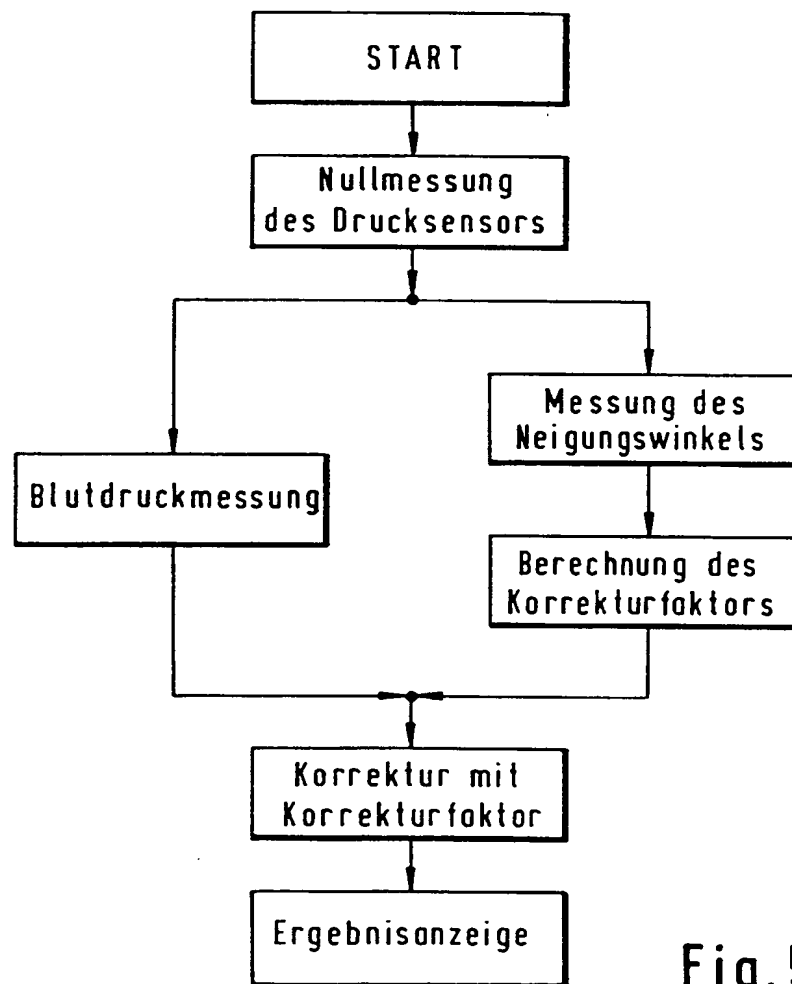 START
Nullmessung
des Drucksensors
Messung des
Neigungswinkels
Blutdruckmessung
Berechnung des
Korrekturfaktors
Korrektur mit
Korrekturfaktor
Ergebnisanzeige